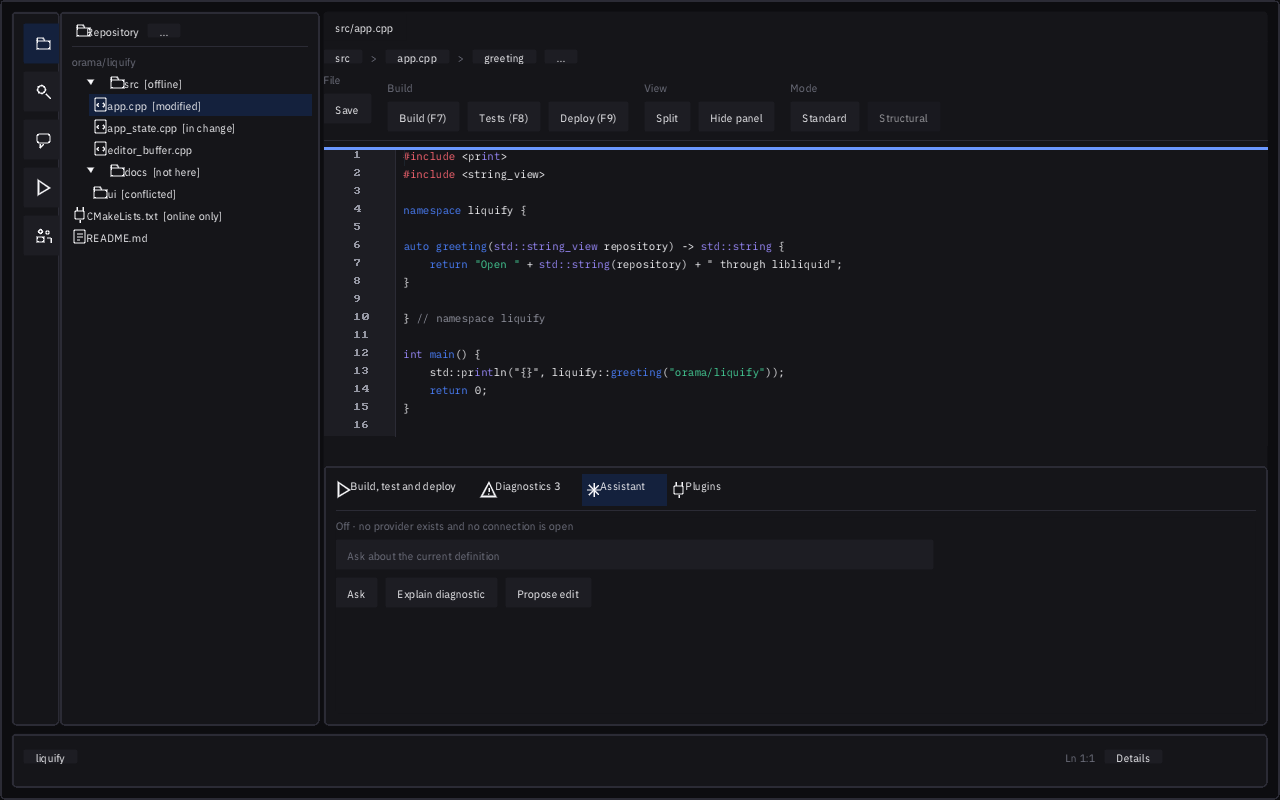 Repository ...
orama/liquify
src [offline]
app.cpp [modified]
app_state.cpp [in change]
editor_buffer.cpp
docs [not here]
ui [conflicted]
CMakeLists.txt [online only]
README.md
src/app.cpp
src > app.cpp > greeting ...
File Build View Mode
Save Build (F7) Tests (F8) Deploy (F9) Split Hide panel Standard Structural
1 #include <print>
2 #include <string_view>
3
4 namespace liquify {
5
6 auto greeting(std::string_view repository) -> std::string {
7     return "Open " + std::string(repository) + " through libliquid";
8 }
9
10 } // namespace liquify
11
12 int main() {
13     std::println("{}", liquify::greeting("orama/liquify"));
14     return 0;
15 }
16
Build, test and deploy Diagnostics 3 Assistant Plugins
Off · no provider exists and no connection is open
Ask about the current definition
Ask Explain diagnostic Propose edit
liquify Ln 1:1 Details